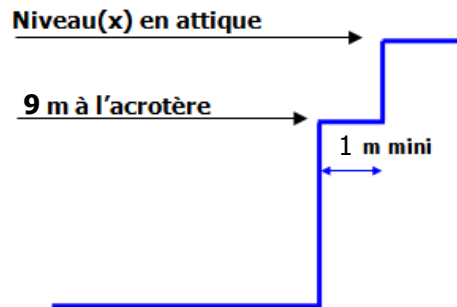 Niveau(x) en attique
9 m à l'acrotère
1 m mini